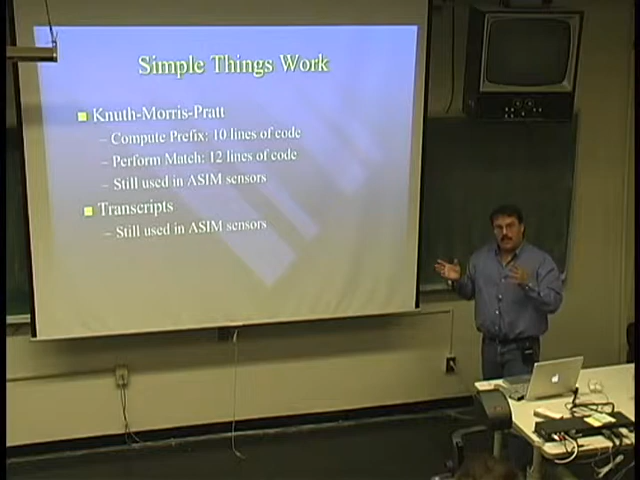 Simple Things Work
Knuth-Morris-Pratt
– Compute Prefix: 10 lines of code
– Perform Match: 12 lines of code
– Still used in ASIM sensors
Transcripts
– Still used in ASIM sensors